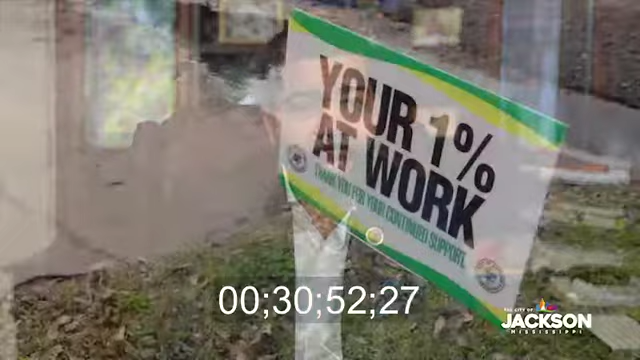 YOUR 1%
AT WORK
THANK YOU FOR YOUR CONTINUED SUPPORT.
00;30;52;27
THE CITY OF
JACKSON
MISSISSIPPI